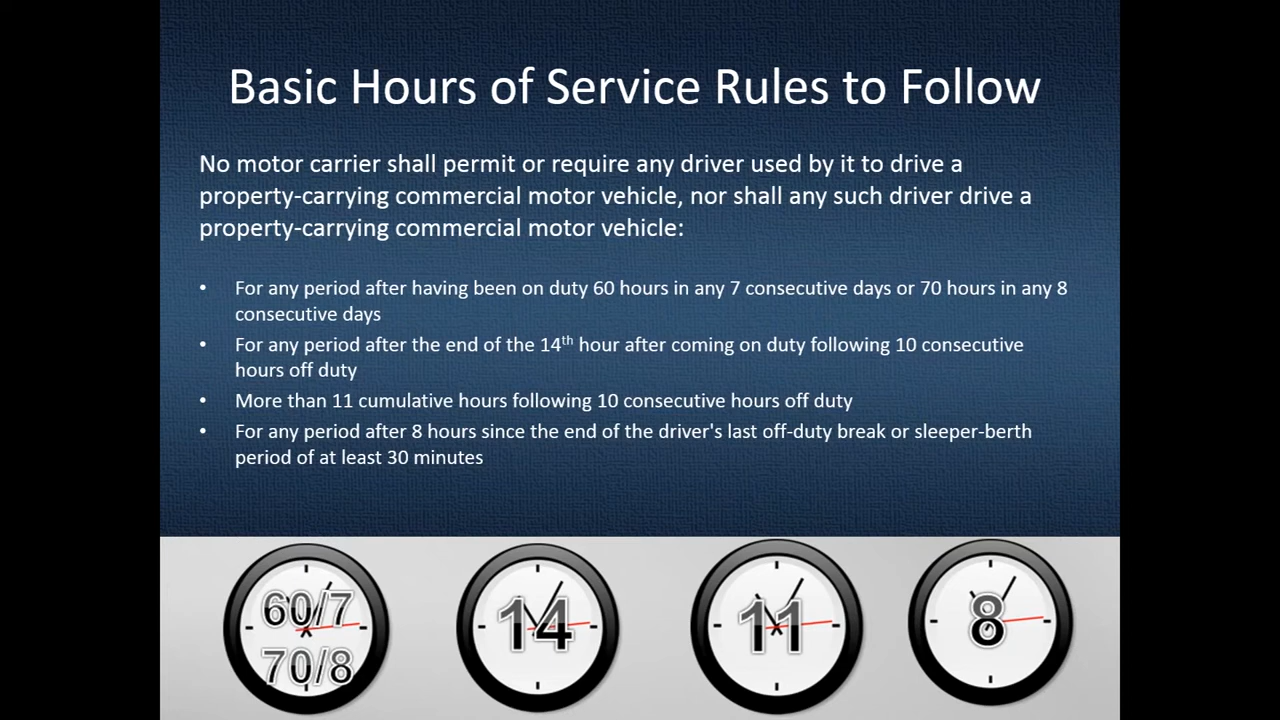 Basic Hours of Service Rules to Follow
No motor carrier shall permit or require any driver used by it to drive a
property-carrying commercial motor vehicle, nor shall any such driver drive a
property-carrying commercial motor vehicle:
• For any period after having been on duty 60 hours in any 7 consecutive days or 70 hours in any 8
consecutive days
• For any period after the end of the 14th hour after coming on duty following 10 consecutive
hours off duty
• More than 11 cumulative hours following 10 consecutive hours off duty
• For any period after 8 hours since the end of the driver's last off-duty break or sleeper-berth
period of at least 30 minutes
60/7
70/8
14
11
8